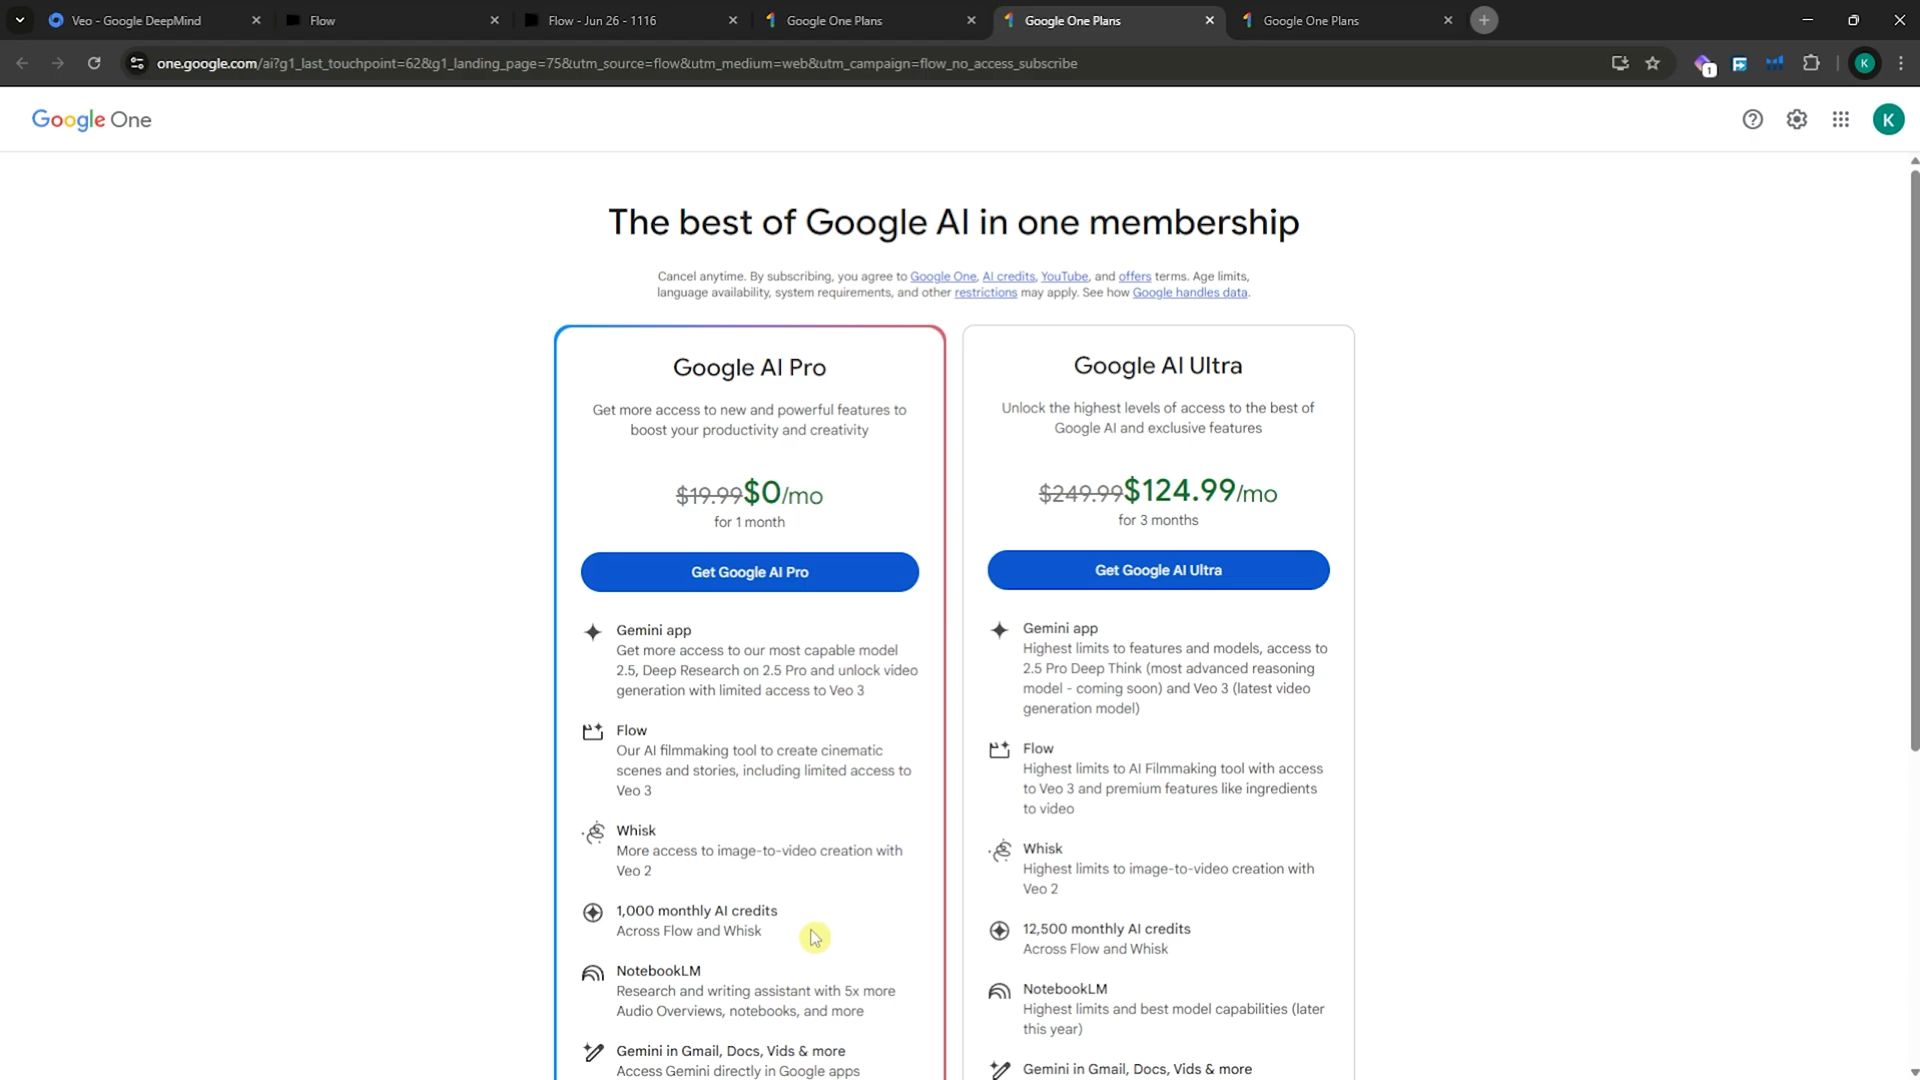 Veo - Google DeepMind
Flow
Flow - Jun 26 - 1116
Google One Plans
Google One Plans
Google One Plans
one.google.com/ai?g1_last_touchpoint=62&g1_landing_page=75&utm_source=flow&utm_medium=web&utm_campaign=flow_no_access_subscribe
1
K
Google One
K
The best of Google AI in one membership
Cancel anytime. By subscribing, you agree to Google One, AI credits, YouTube, and offers terms. Age limits,
language availability, system requirements, and other restrictions may apply. See how Google handles data.
Google AI Pro
Get more access to new and powerful features to
boost your productivity and creativity
$19.99 $0/mo
for 1 month
Get Google AI Pro
Gemini app
Get more access to our most capable model
2.5, Deep Research on 2.5 Pro and unlock video
generation with limited access to Veo 3
Flow
Our AI filmmaking tool to create cinematic
scenes and stories, including limited access to
Veo 3
Whisk
More access to image-to-video creation with
Veo 2
1,000 monthly AI credits
Across Flow and Whisk
NotebookLM
Research and writing assistant with 5x more
Audio Overviews, notebooks, and more
Gemini in Gmail, Docs, Vids & more
Access Gemini directly in Google apps
Google AI Ultra
Unlock the highest levels of access to the best of
Google AI and exclusive features
$249.99 $124.99/mo
for 3 months
Get Google AI Ultra
Gemini app
Highest limits to features and models, access to
2.5 Pro Deep Think (most advanced reasoning
model - coming soon) and Veo 3 (latest video
generation model)
Flow
Highest limits to AI Filmmaking tool with access
to Veo 3 and premium features like ingredients
to video
Whisk
Highest limits to image-to-video creation with
Veo 2
12,500 monthly AI credits
Across Flow and Whisk
NotebookLM
Highest limits and best model capabilities (later
this year)
Gemini in Gmail, Docs, Vids & more